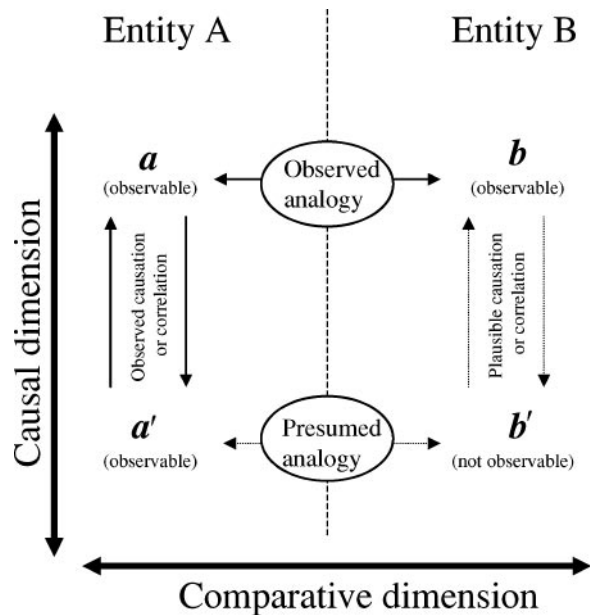 Entity A
Entity B
a
(observable)
Observed
analogy
b
(observable)
Causal dimension
Observed causation
or correlation
Plausible causation
or correlation
a'
(observable)
Presumed
analogy
b'
(not observable)
Comparative dimension